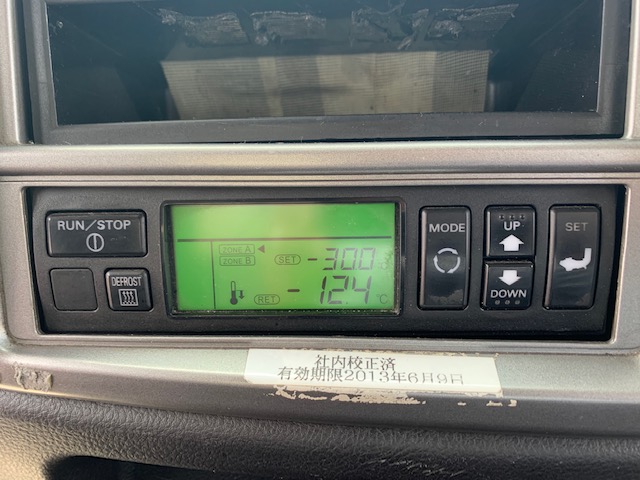 RUN/STOP
DEFROST
ZONE A
ZONE B
SET -30.0
RET -12.4 °C
MODE
UP
DOWN
SET
社内校正済
有効期限2013年6月9日